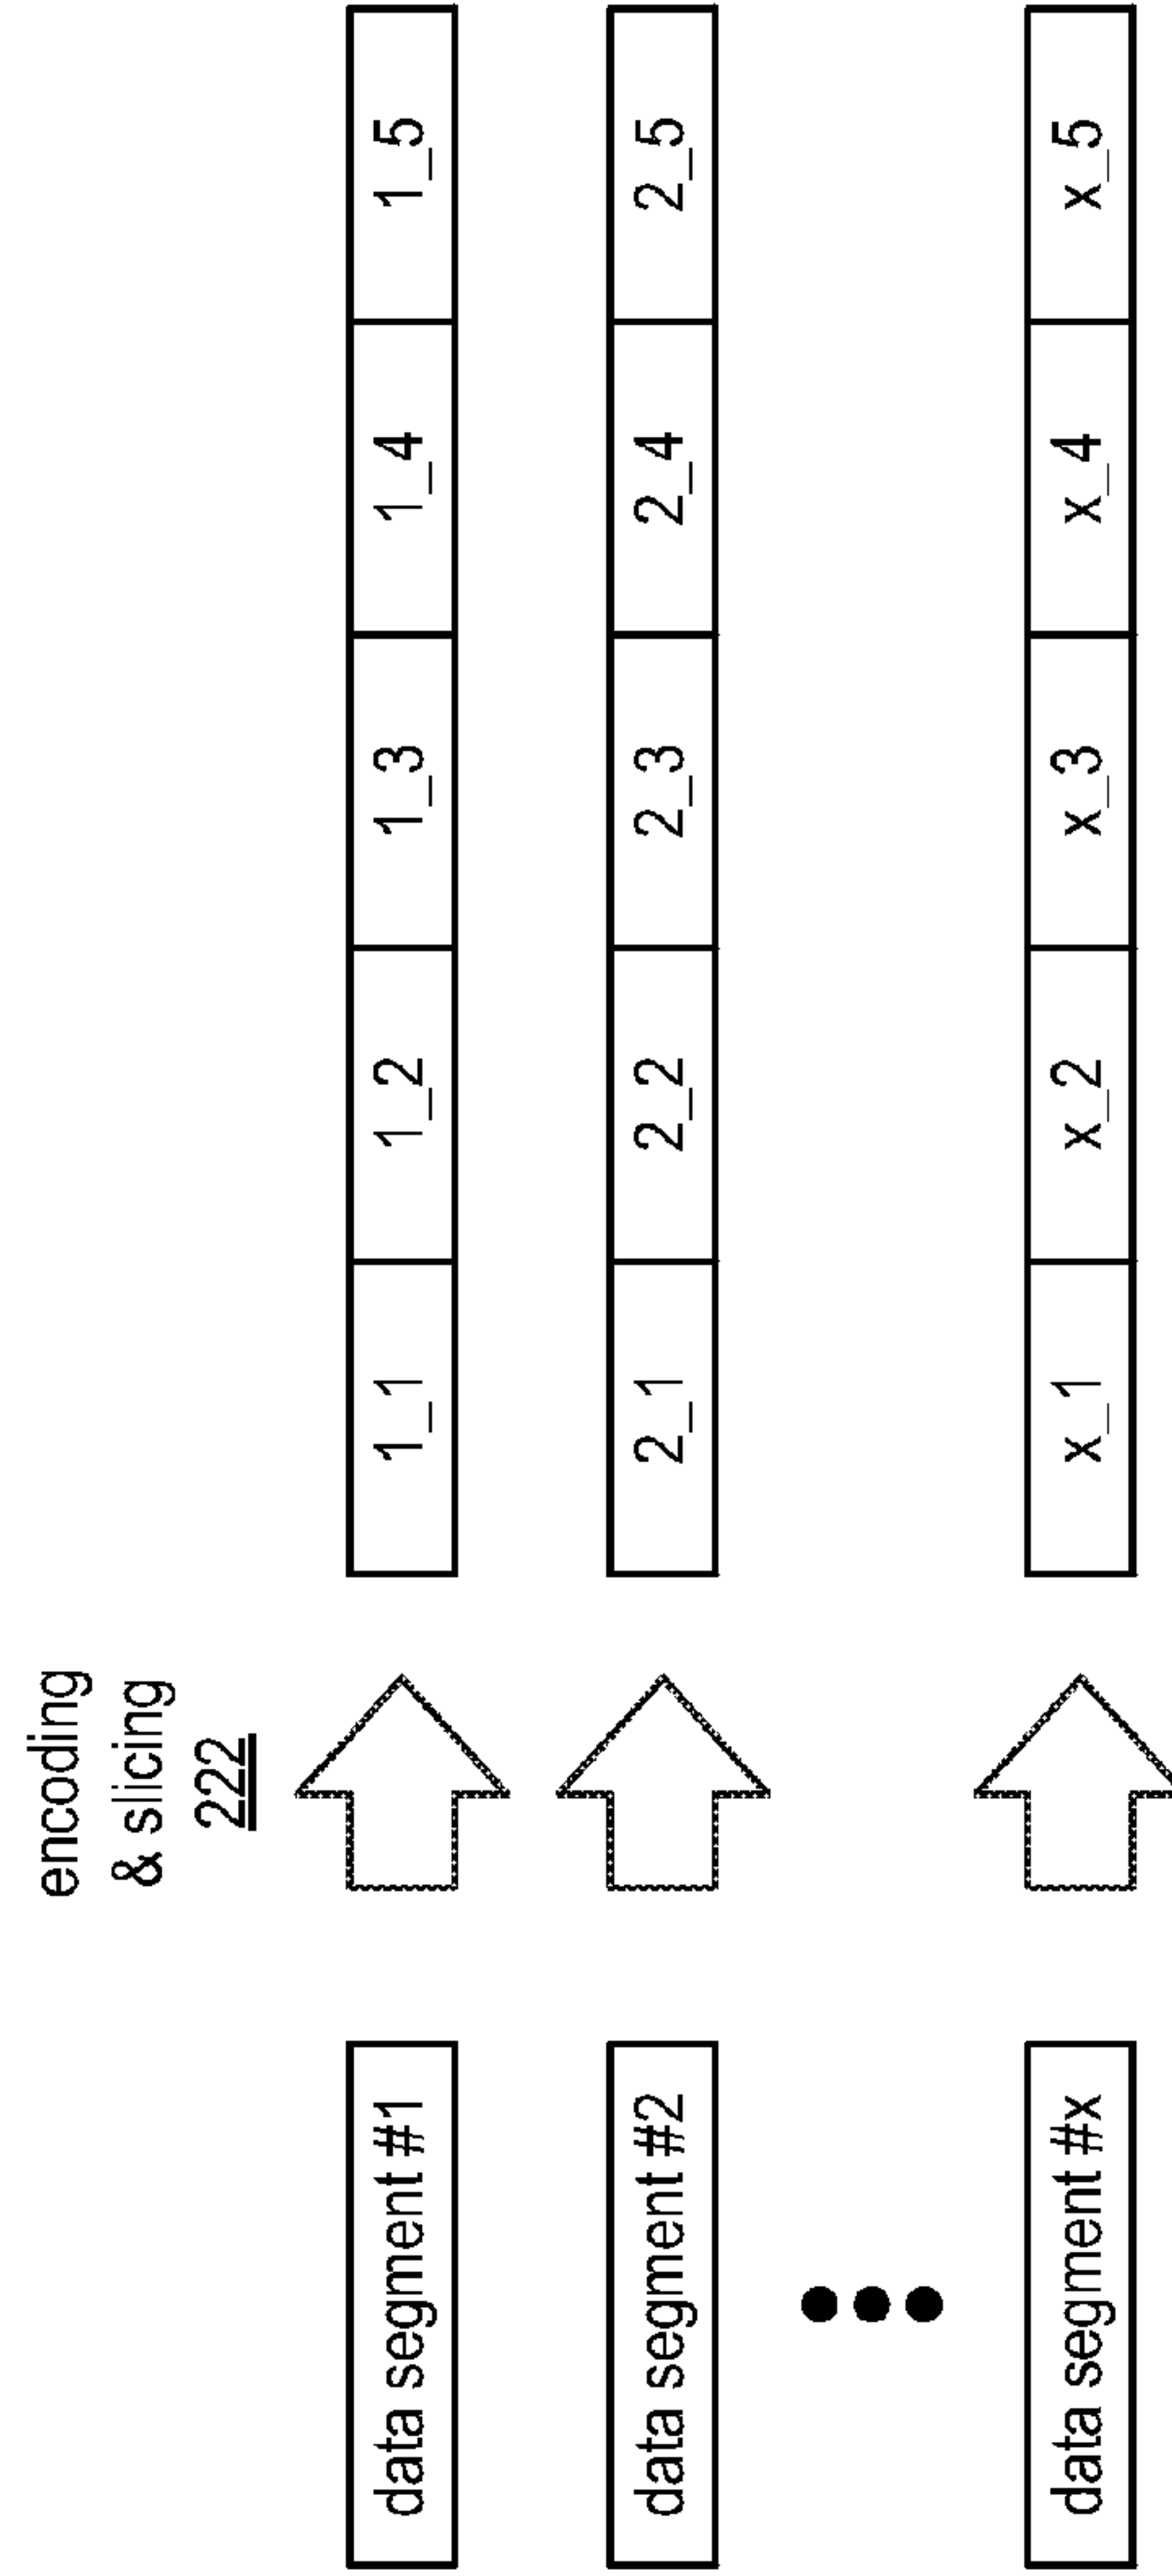 encoding
& slicing
222
data segment #1
1_1 1_2 1_3 1_4 1_5
data segment #2
2_1 2_2 2_3 2_4 2_5
data segment #x
x_1 x_2 x_3 x_4 x_5